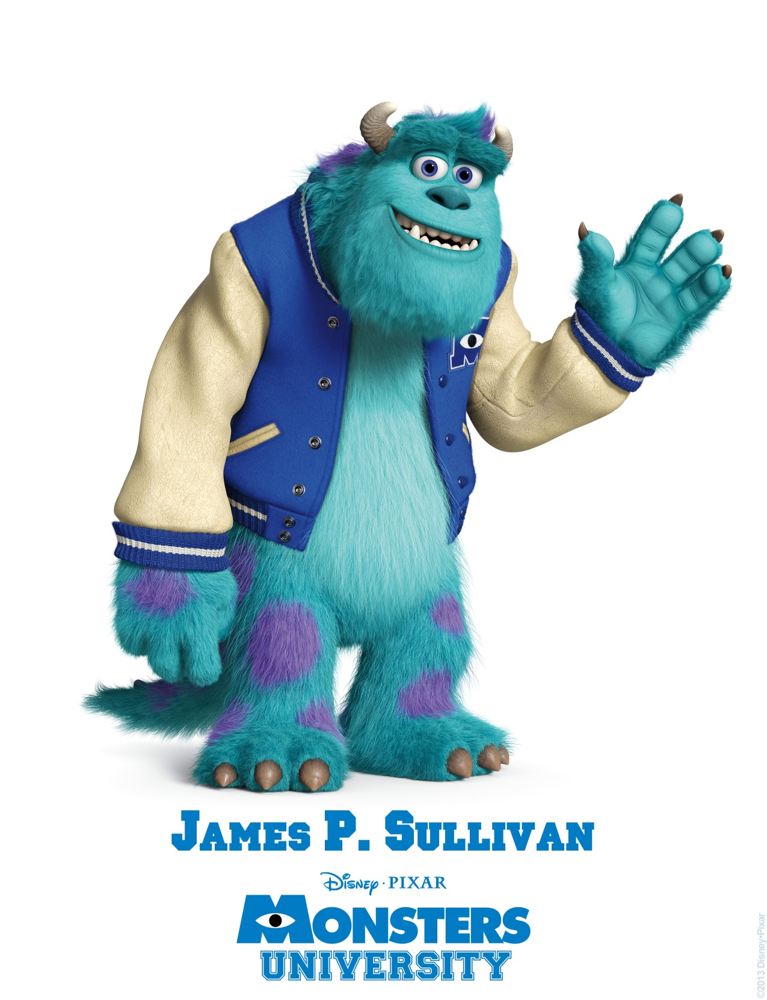 JAMES P. SULLIVAN
DISNEY · PIXAR
MONSTERS
UNIVERSITY
©2013 Disney•Pixar